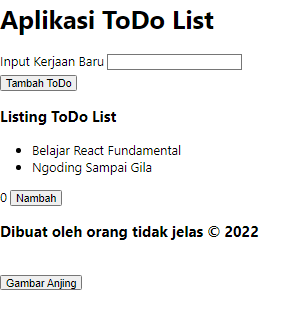 Aplikasi ToDo List
Input Kerjaan Baru
Tambah ToDo
Listing ToDo List
Belajar React Fundamental
Ngoding Sampai Gila
0 Nambah
Dibuat oleh orang tidak jelas © 2022
Gambar Anjing